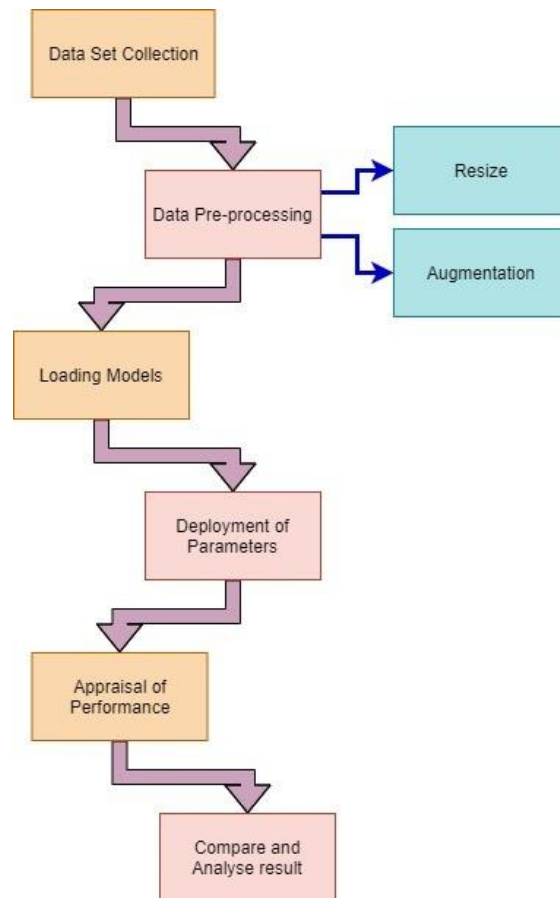 Data Set Collection
Resize
Data Pre-processing
Augmentation
Loading Models
Deployment of
Parameters
Appraisal of
Performance
Compare and
Analyse result